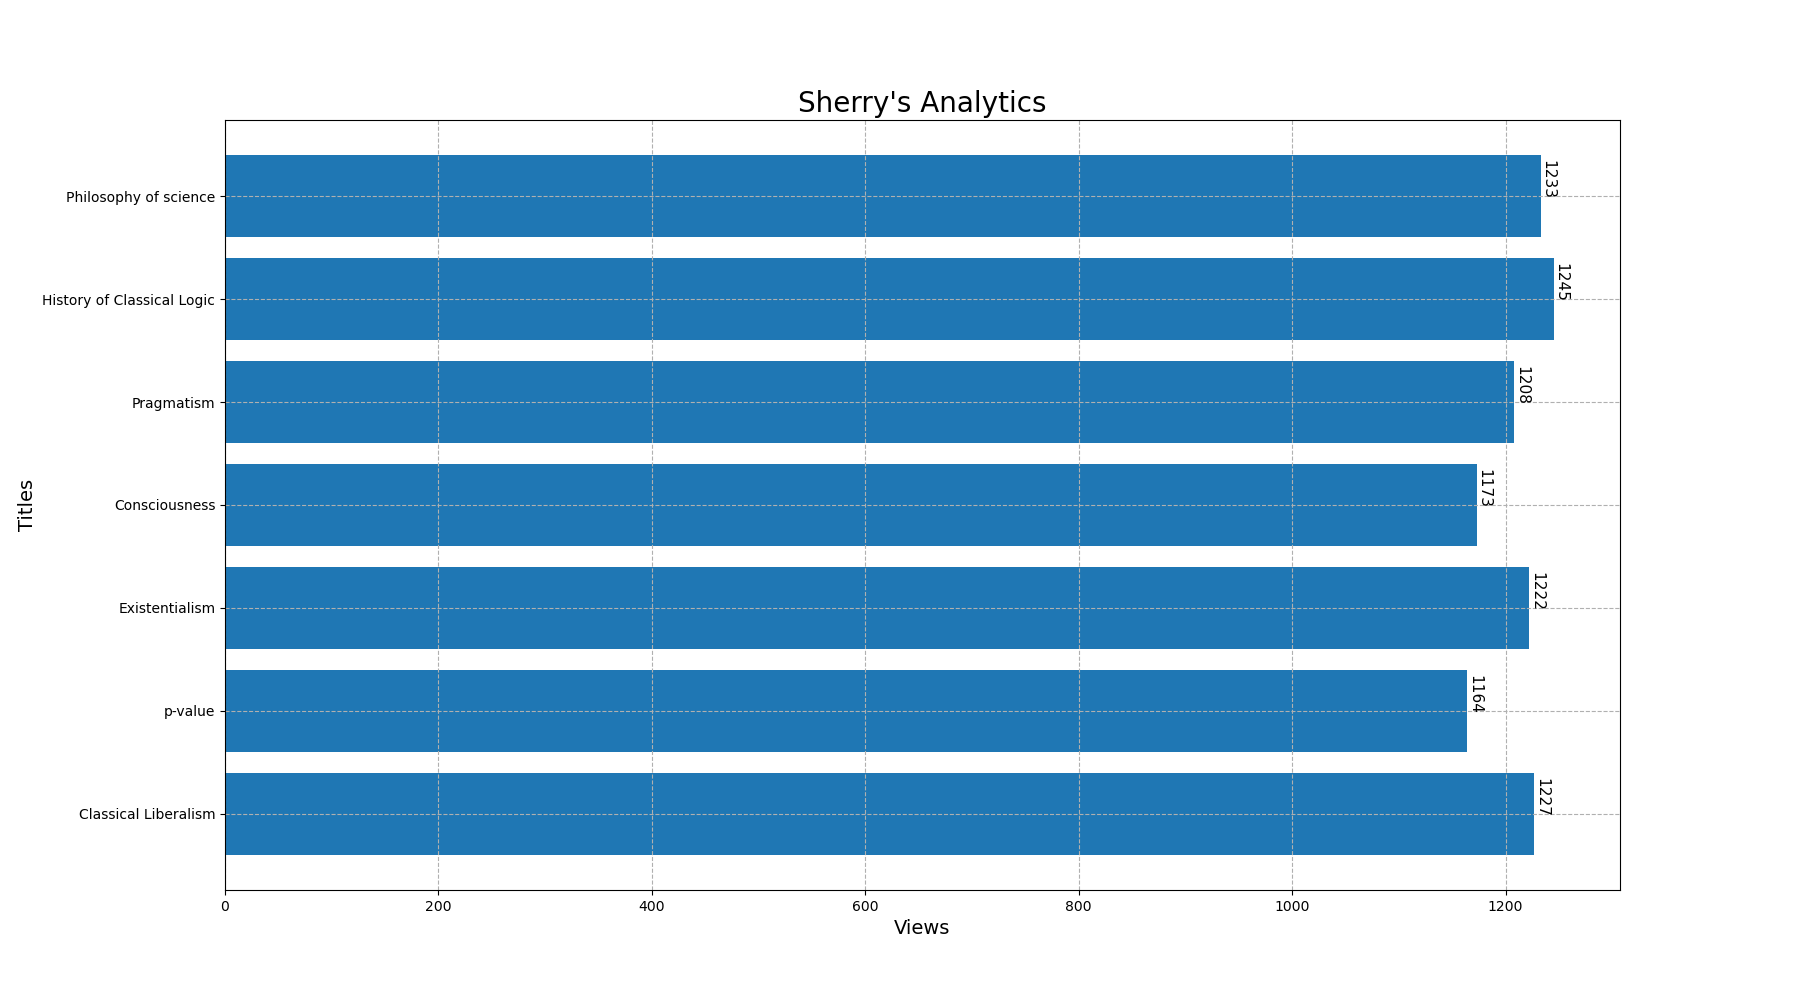 Sherry's Analytics
Philosophy of science 1233
History of Classical Logic 1245
Pragmatism 1208
Consciousness 1173
Existentialism 1222
p-value 1164
Classical Liberalism 1227
Titles
0 200 400 600 800 1000 1200
Views